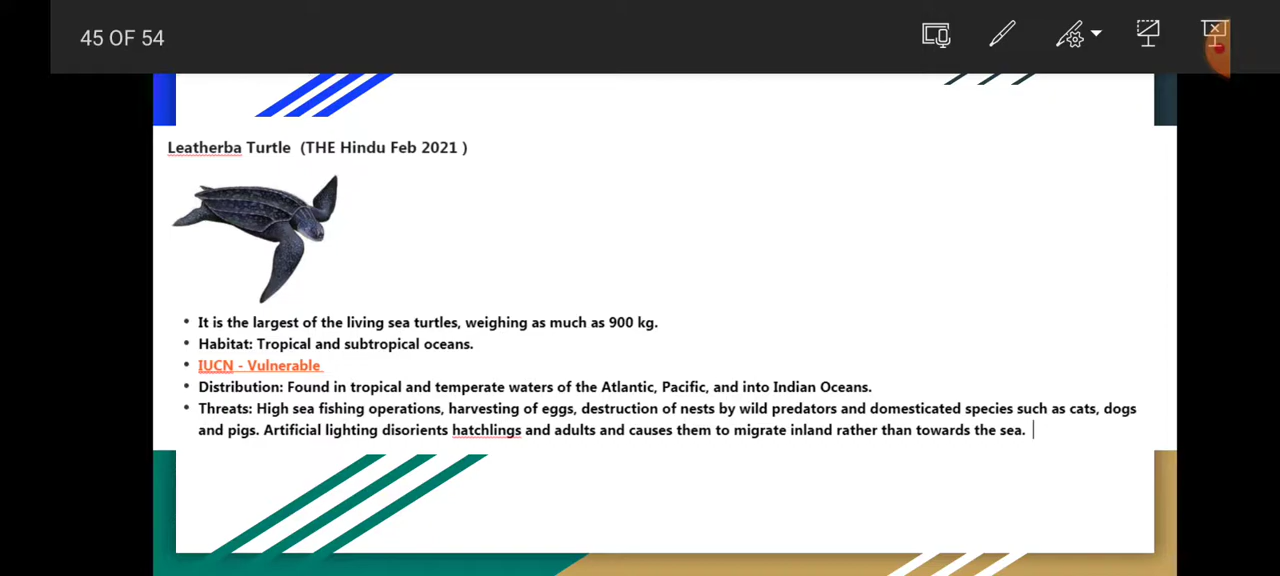 45 OF 54
Leatherba Turtle (THE Hindu Feb 2021 )
• It is the largest of the living sea turtles, weighing as much as 900 kg.
• Habitat: Tropical and subtropical oceans.
• IUCN - Vulnerable
• Distribution: Found in tropical and temperate waters of the Atlantic, Pacific, and into Indian Oceans.
• Threats: High sea fishing operations, harvesting of eggs, destruction of nests by wild predators and domesticated species such as cats, dogs
and pigs. Artificial lighting disorients hatchlings and adults and causes them to migrate inland rather than towards the sea.